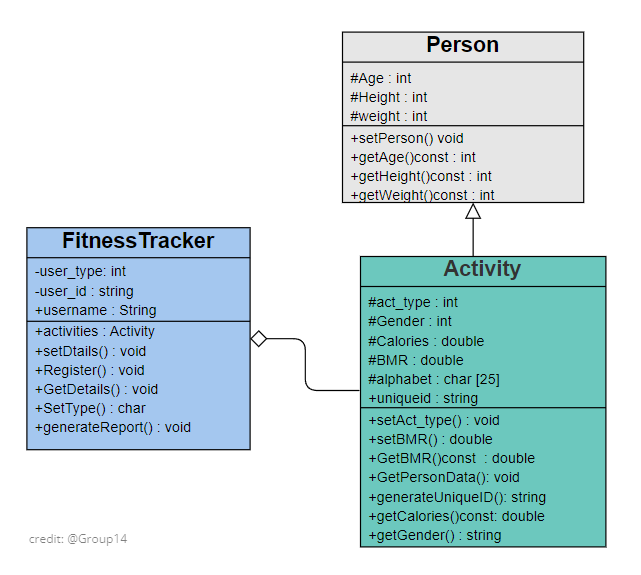 Person
#Age : int
#Height : int
#weight : int
+setPerson() void
+getAge()const : int
+getHeight()const : int
+getWeight()const : int
FitnessTracker
-user_type: int
-user_id : string
+username : String
+activities : Activity
+setDtails() : void
+Register() : void
+GetDetails() : void
+SetType() : char
+generateReport() : void
Activity
#act_type : int
#Gender : int
#Calories : double
#BMR : double
#alphabet : char [25]
+uniqueid : string
+setAct_type() : void
+setBMR() : double
+GetBMR()const : double
+GetPersonData(): void
+generateUniqueID(): string
+getCalories()const: double
+getGender() : string
credit: @Group14